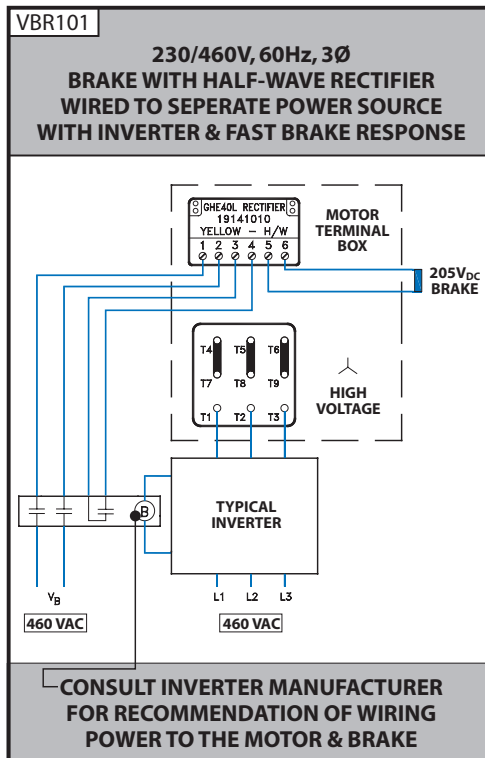 VBR101
230/460V, 60Hz, 3Ø
BRAKE WITH HALF-WAVE RECTIFIER
WIRED TO SEPERATE POWER SOURCE
WITH INVERTER & FAST BRAKE RESPONSE
GHE40L RECTIFIER
19141010
YELLOW - H/W
1 2 3 4 5 6
MOTOR
TERMINAL
BOX
205VDC
BRAKE
T4 T5 T6
T7 T8 T9
HIGH
VOLTAGE
T1 T2 T3
TYPICAL
INVERTER
B
VB
L1 L2 L3
460 VAC
460 VAC
CONSULT INVERTER MANUFACTURER
FOR RECOMMENDATION OF WIRING
POWER TO THE MOTOR & BRAKE